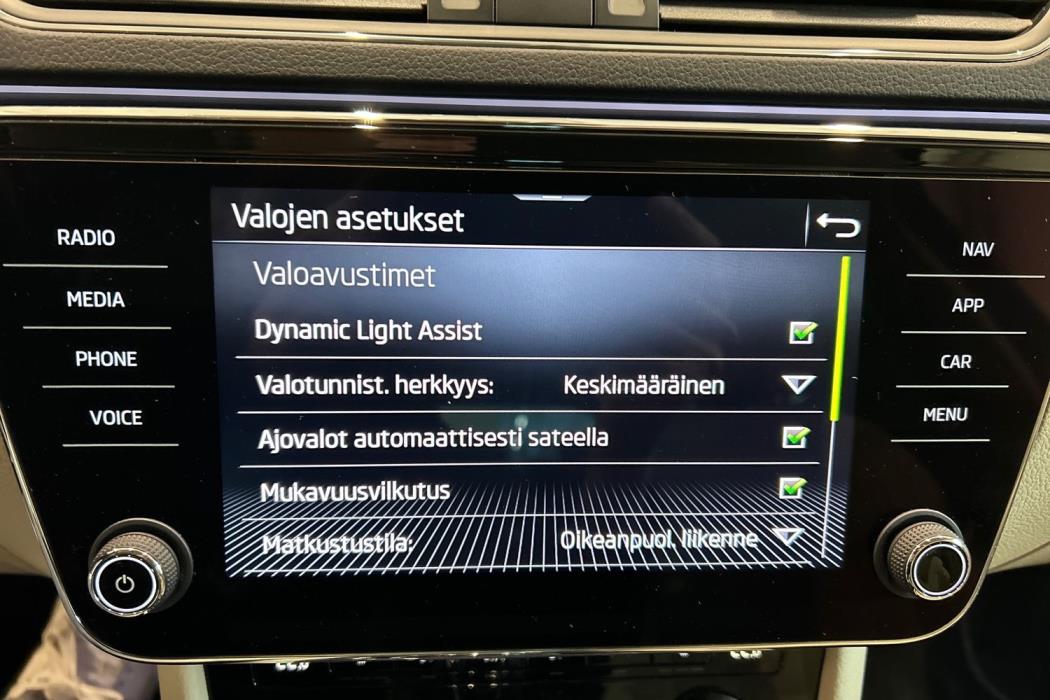 Valojen asetukset
Valoavustimet
Dynamic Light Assist
Valotunnist. herkkyys: Keskimääräinen
Ajovalot automaattisesti sateella
Mukavuusvilkutus
Matkustustila: Oikeanpuol. liikenne
RADIO
MEDIA
PHONE
VOICE
NAV
APP
CAR
MENU